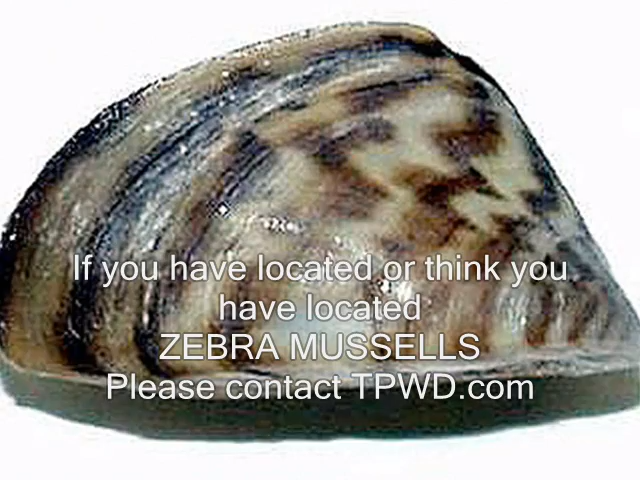 If you have located or think you
have located
ZEBRA MUSSELLS
Please contact TPWD.com